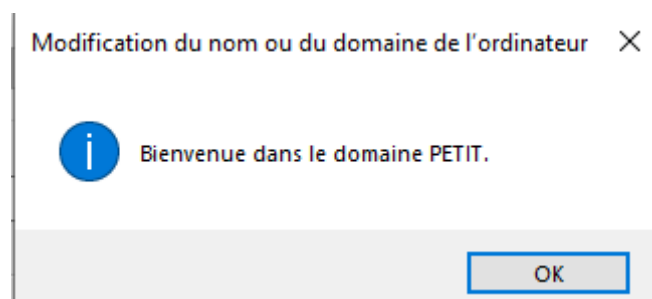 Modification du nom ou du domaine de l'ordinateur
Bienvenue dans le domaine PETIT.
OK